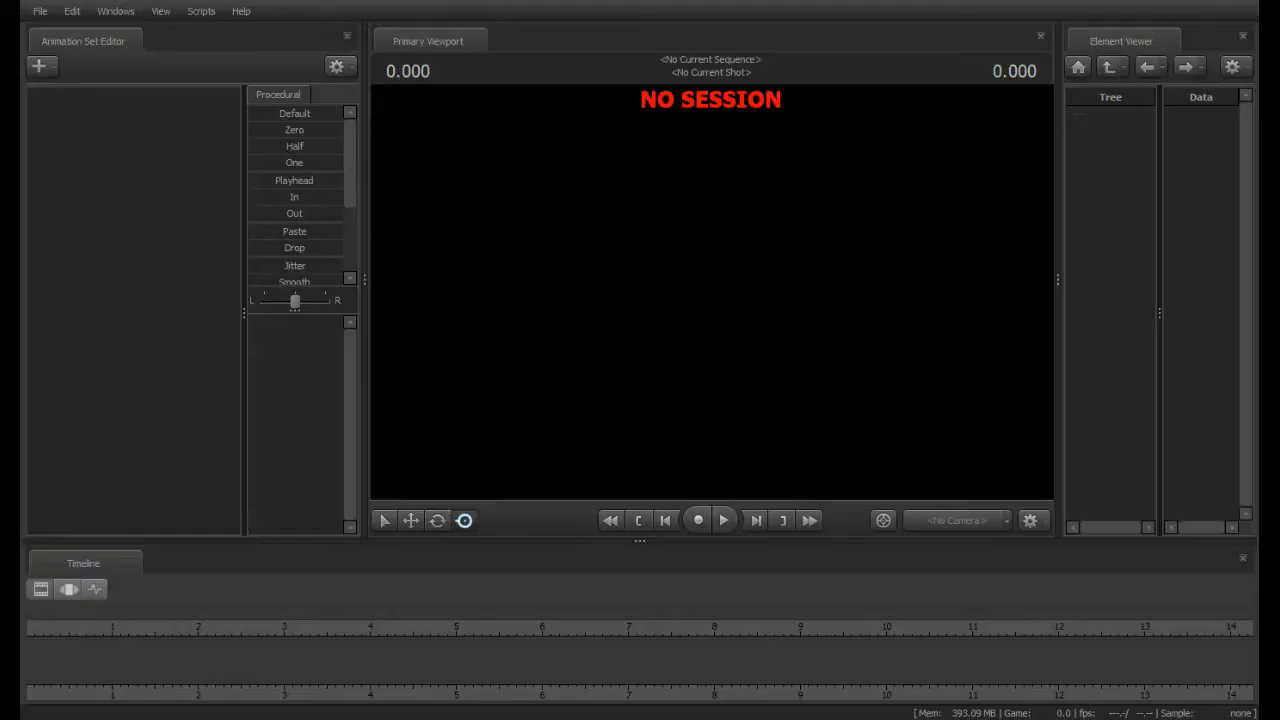 File Edit Windows View Scripts Help
Animation Set Editor
Primary Viewport
Element Viewer
0.000
<No Current Sequence>
<No Current Shot>
0.000
NO SESSION
Procedural
Default
Zero
Half
One
Playhead
In
Out
Paste
Drop
Jitter
Smooth
L R
Tree Data
<No Camera>
Timeline
1 2 3 4 5 6 7 8 9 10 11 12 13 14
1 2 3 4 5 6 7 8 9 10 11 12 13 14
[ Mem: 393.09 MB | Game: 0.0 | fps: ---.-/ --.-- | Sample: none ]